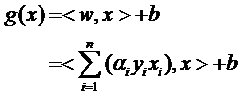 g(x)=<w,x>+b
=<∑_{i=1}^{n}(α_i y_i x_i),x>+b